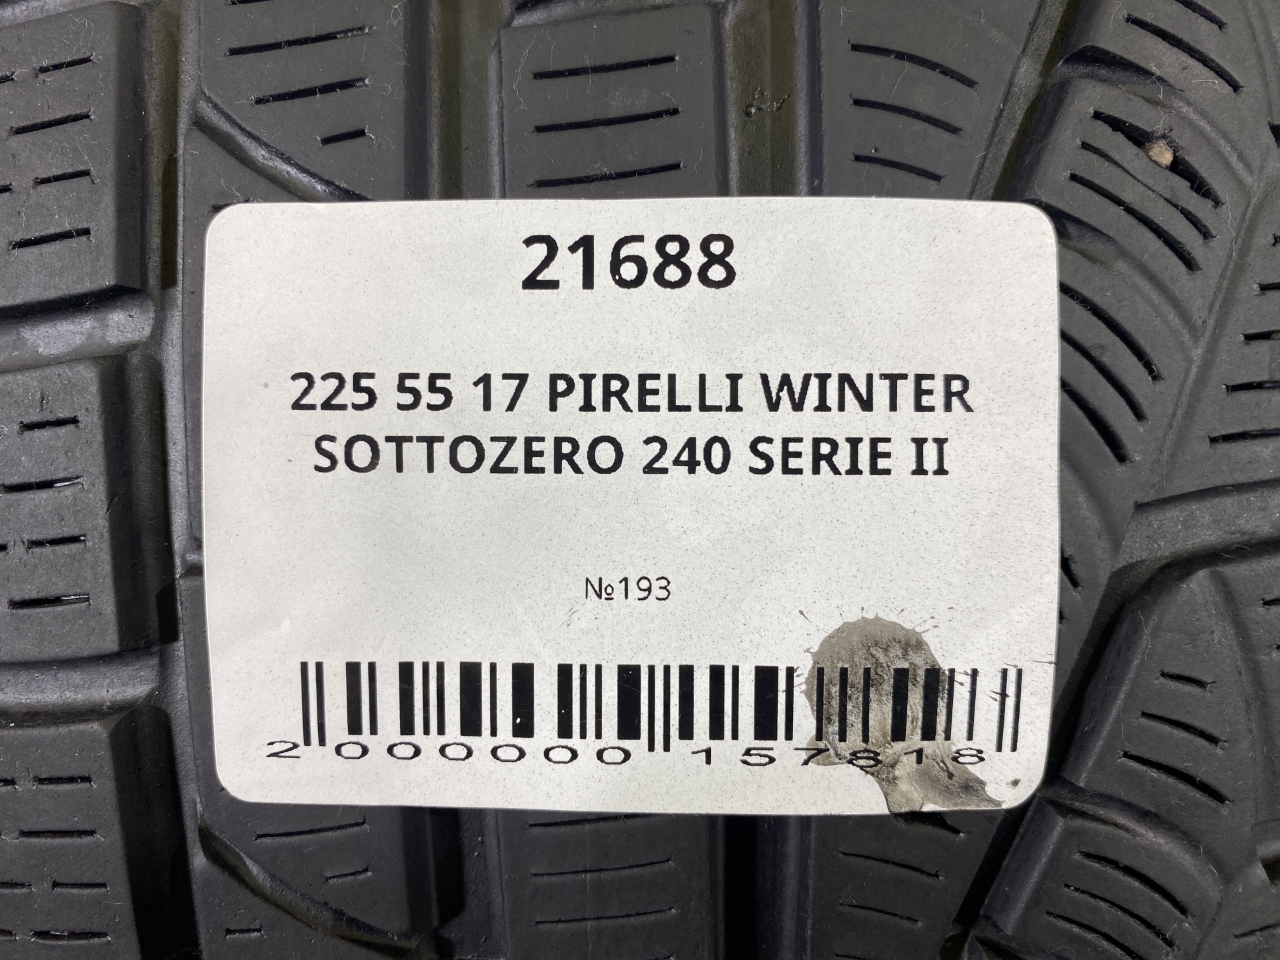 21688
225 55 17 PIRELLI WINTER
SOTTOZERO 240 SERIE II
№193
2 000000 157818